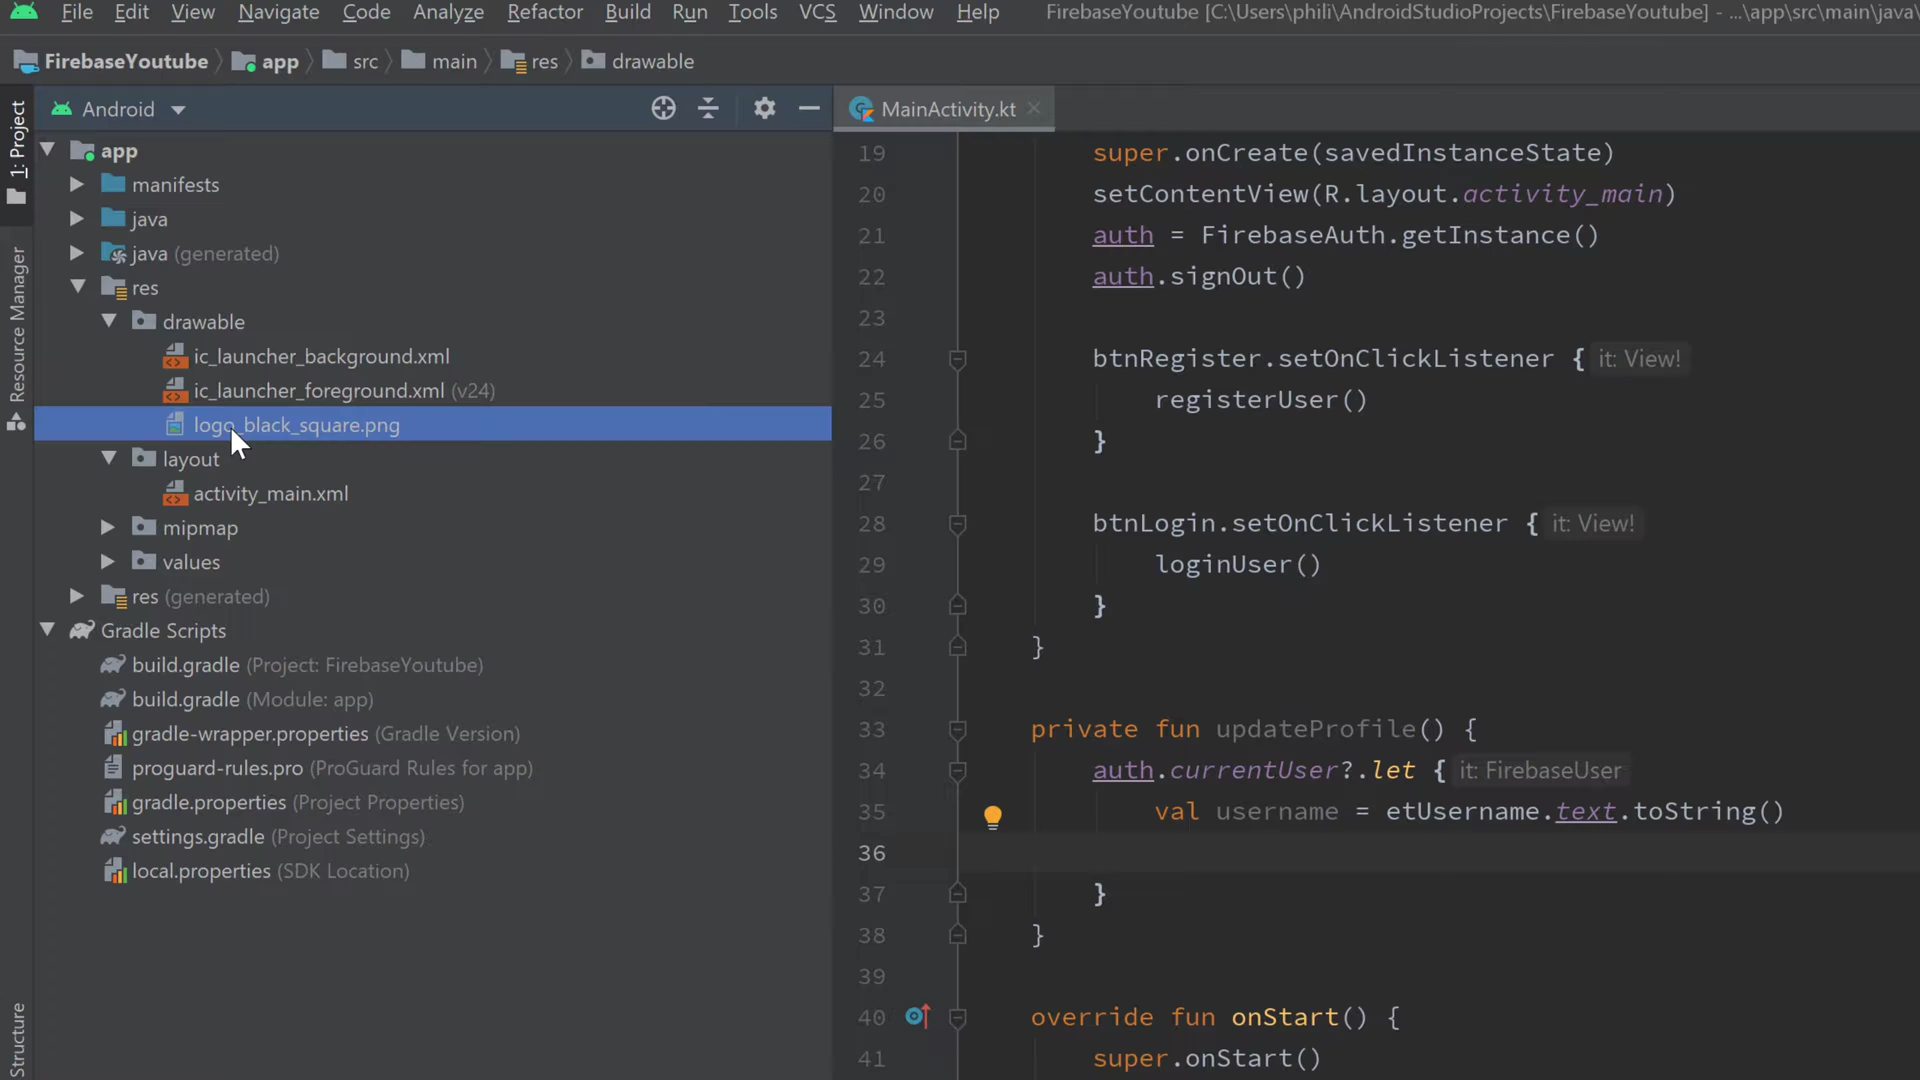 File Edit View Navigate Code Analyze Refactor Build Run Tools VCS Window Help FirebaseYoutube [C:\Users\phili\AndroidStudioProjects\FirebaseYoutube] - ...\app\src\main\java\
FirebaseYoutube app src main res drawable
1: Project
Resource Manager
Structure
Android
app
manifests
java
java (generated)
res
drawable
ic_launcher_background.xml
ic_launcher_foreground.xml (v24)
logo_black_square.png
layout
activity_main.xml
mipmap
values
res (generated)
Gradle Scripts
build.gradle (Project: FirebaseYoutube)
build.gradle (Module: app)
gradle-wrapper.properties (Gradle Version)
proguard-rules.pro (ProGuard Rules for app)
gradle.properties (Project Properties)
settings.gradle (Project Settings)
local.properties (SDK Location)
MainActivity.kt
19 super.onCreate(savedInstanceState)
20 setContentView(R.layout.activity_main)
21 auth = FirebaseAuth.getInstance()
22 auth.signOut()
23
24 btnRegister.setOnClickListener { it: View!
25 registerUser()
26 }
27
28 btnLogin.setOnClickListener { it: View!
29 loginUser()
30 }
31 }
32
33 private fun updateProfile() {
34 auth.currentUser?.let { it: FirebaseUser
35 val username = etUsername.text.toString()
36
37 }
38 }
39
40 override fun onStart() {
41 super.onStart()